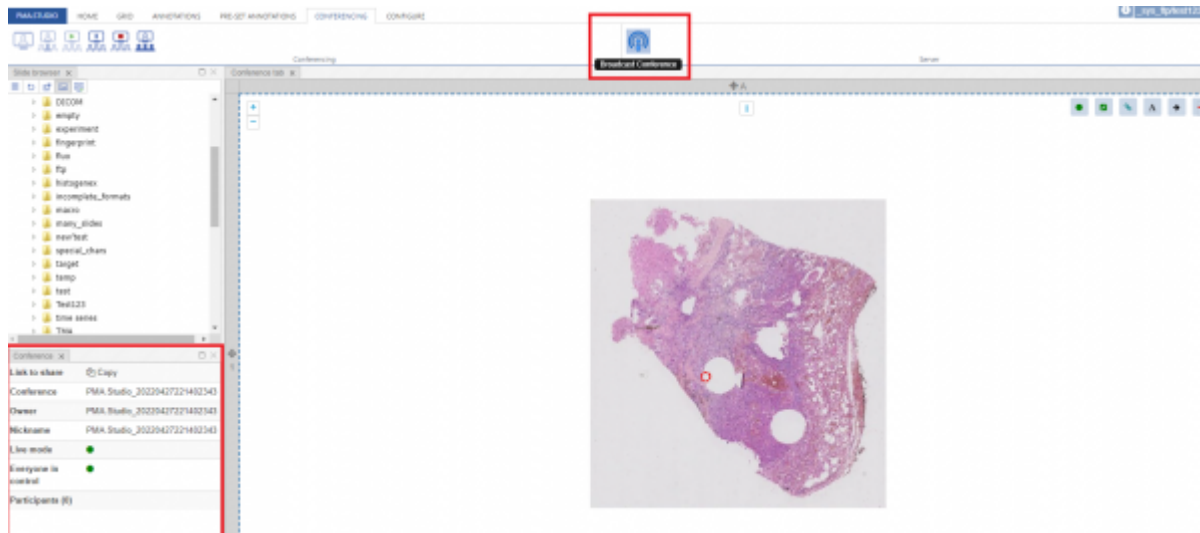 PMA.STUDIO HOME GRID ANNOTATIONS PRE-SET ANNOTATIONS CONFERENCING CONFIGURE
Broadcast Conference
Conferencing Server
Slide browser x Conference tab x
A
DICOM
empty
experiment
fingerprint
fluo
ftp
histogenex
incomplete_formats
macro
many_slides
new'test
special_chars
target
temp
test
Test123
time series
TMA
Conference x
Link to share Copy
Conference PMA.Studio_20220427221402343
Owner PMA.Studio_20220427221402343
Nickname PMA.Studio_20220427221402343
Live mode
Everyone in
control
Participants (0)